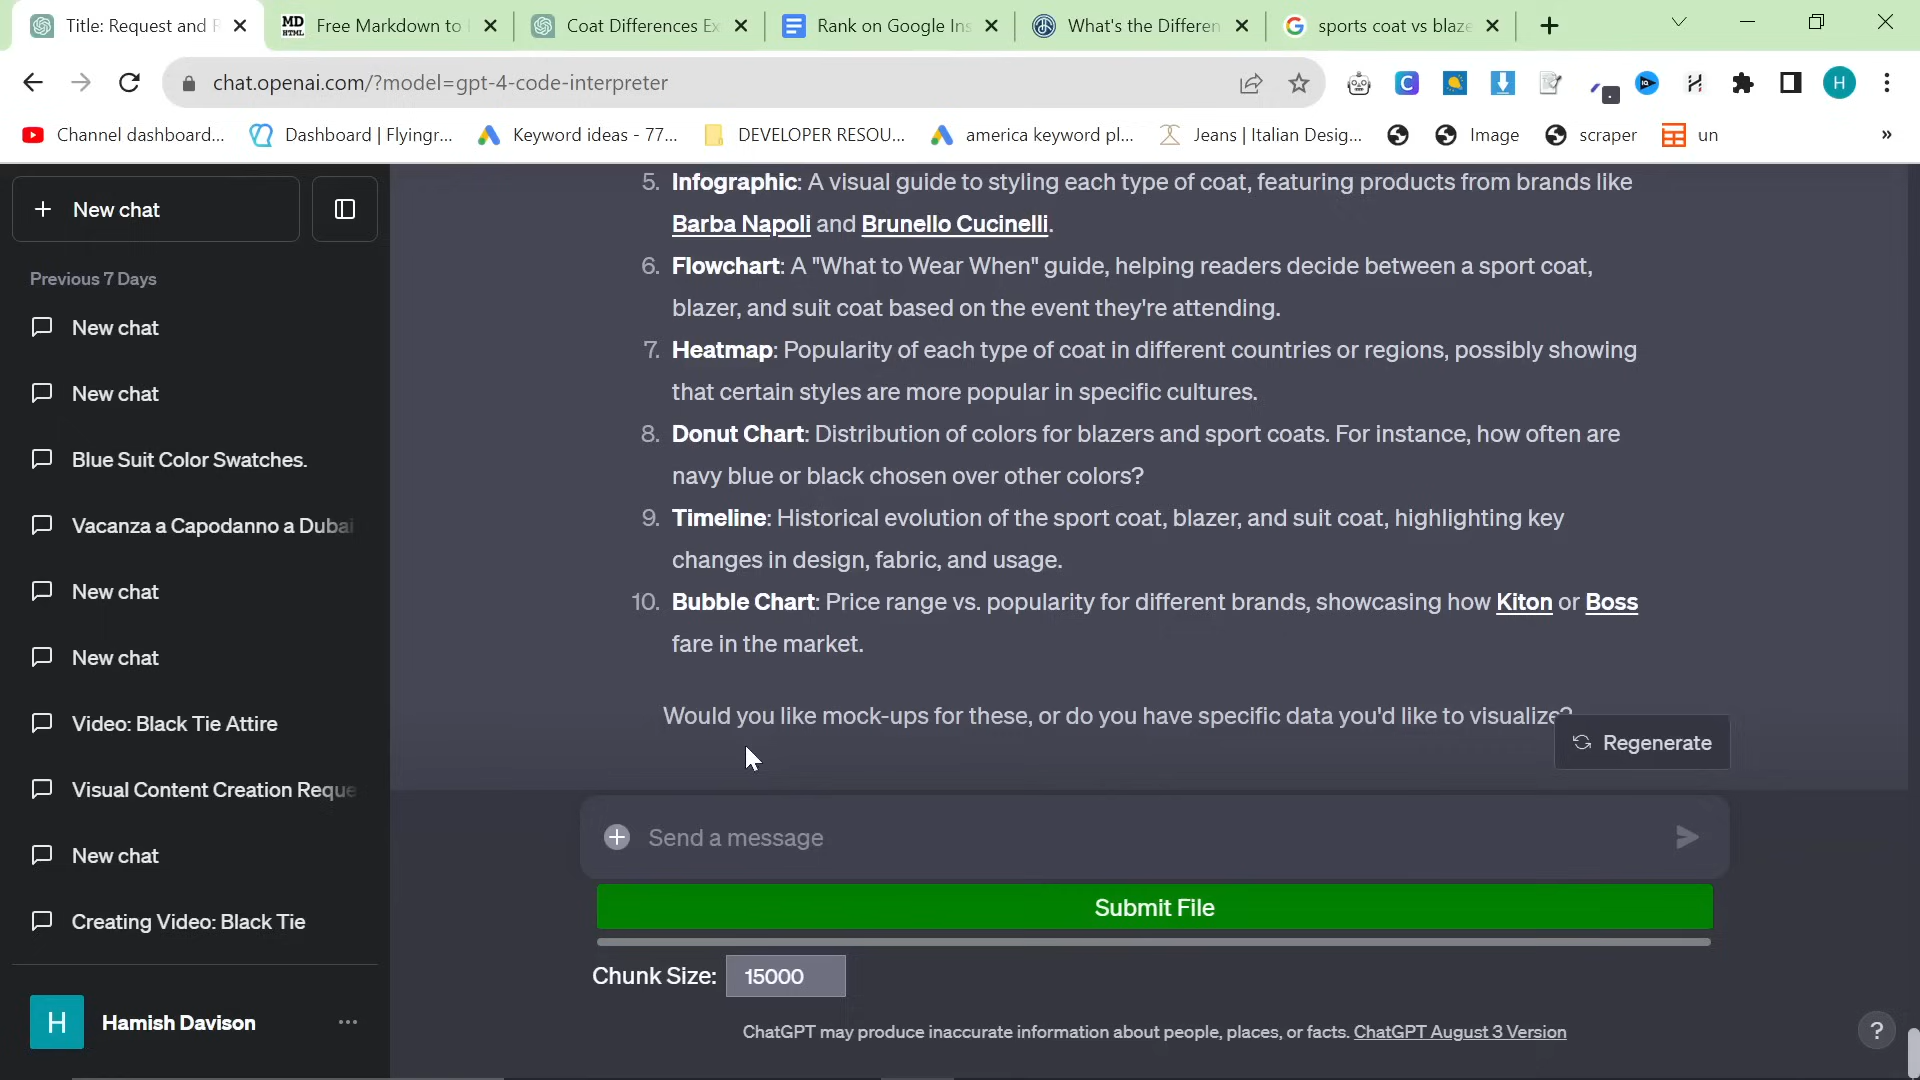 Title: Request and R
Free Markdown to
Coat Differences Ex
Rank on Google Ins
What's the Differen
sports coat vs blaze
chat.openai.com/?model=gpt-4-code-interpreter
Channel dashboard...
Dashboard | Flyingr...
Keyword ideas - 77...
DEVELOPER RESOU...
america keyword pl...
Jeans | Italian Desig...
Image
scraper
un
»
New chat
Previous 7 Days
New chat
New chat
Blue Suit Color Swatches.
Vacanza a Capodanno a Dubai
New chat
New chat
Video: Black Tie Attire
Visual Content Creation Reque
New chat
Creating Video: Black Tie
H
Hamish Davison
5. Infographic: A visual guide to styling each type of coat, featuring products from brands like
Barba Napoli and Brunello Cucinelli.
6. Flowchart: A "What to Wear When" guide, helping readers decide between a sport coat,
blazer, and suit coat based on the event they're attending.
7. Heatmap: Popularity of each type of coat in different countries or regions, possibly showing
that certain styles are more popular in specific cultures.
8. Donut Chart: Distribution of colors for blazers and sport coats. For instance, how often are
navy blue or black chosen over other colors?
9. Timeline: Historical evolution of the sport coat, blazer, and suit coat, highlighting key
changes in design, fabric, and usage.
10. Bubble Chart: Price range vs. popularity for different brands, showcasing how Kiton or Boss
fare in the market.
Would you like mock-ups for these, or do you have specific data you'd like to visualize?
Regenerate
Send a message
Submit File
Chunk Size: 15000
ChatGPT may produce inaccurate information about people, places, or facts. ChatGPT August 3 Version
?